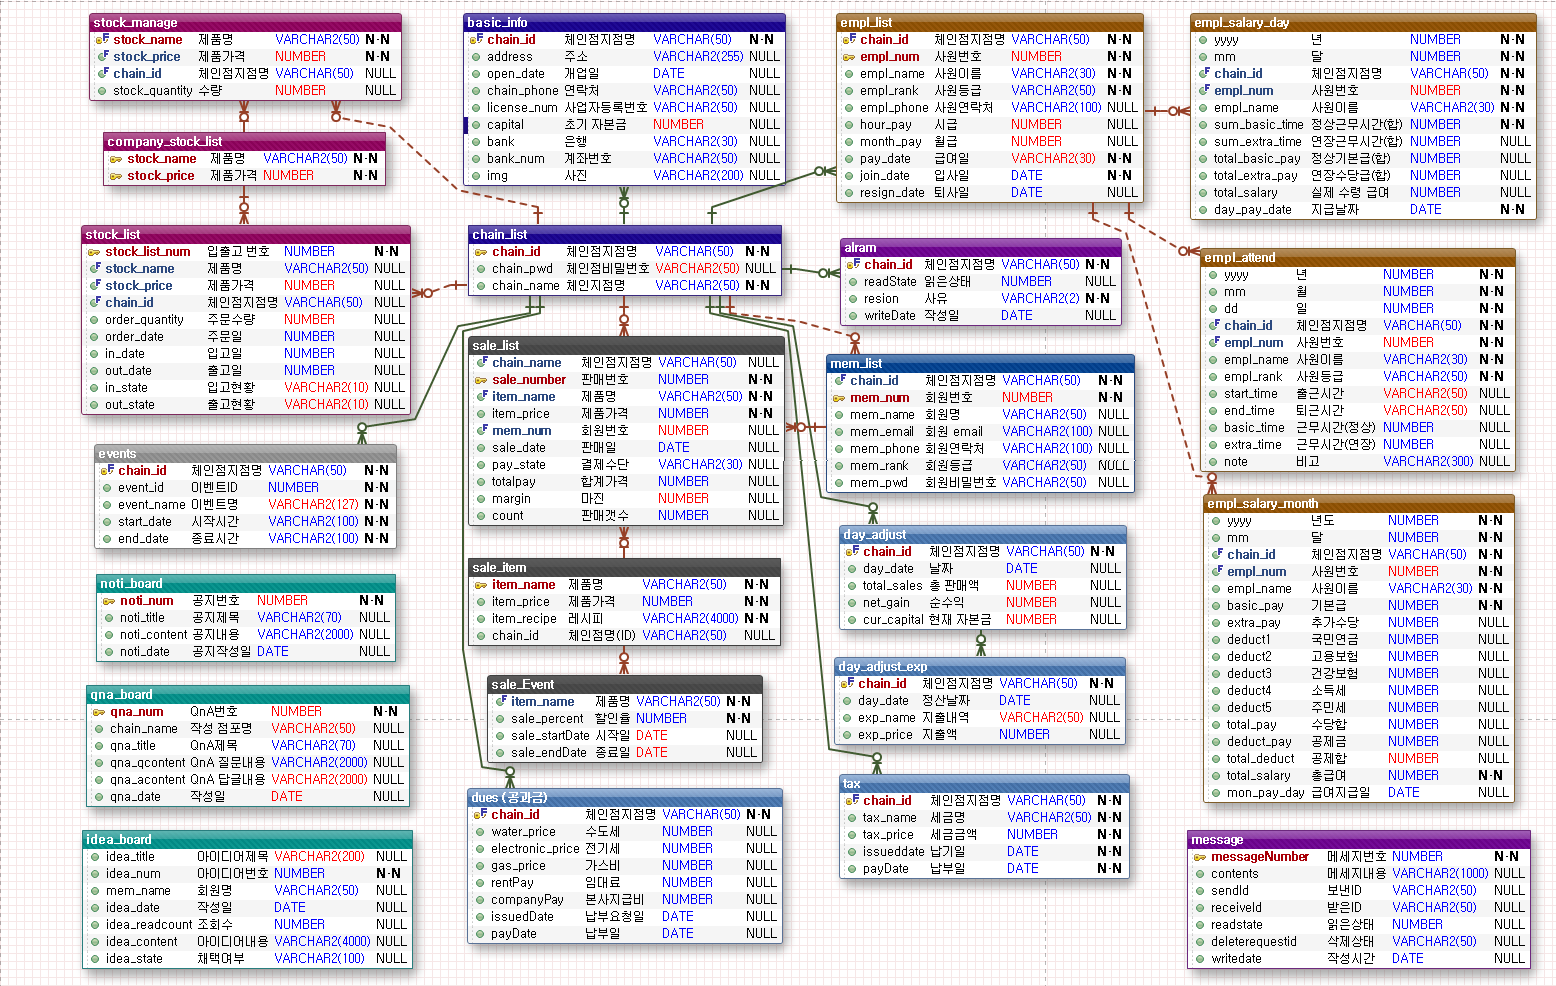 stock_manage
stock_name 제품명 VARCHAR2(50) N-N
stock_price 제품가격 NUMBER N-N
chain_id 체인점지점명 VARCHAR(50) NULL
stock_quantity 수량 NUMBER NULL
company_stock_list
stock_name 제품명 VARCHAR2(50) N-N
stock_price 제품가격 NUMBER N-N
stock_list
stock_list_num 입출고 번호 NUMBER N-N
stock_name 제품명 VARCHAR2(50) NULL
stock_price 제품가격 NUMBER NULL
chain_id 체인점지점명 VARCHAR(50) NULL
order_quantity 주문수량 NUMBER NULL
order_date 주문일 NUMBER NULL
in_date 입고일 NUMBER NULL
out_date 출고일 NUMBER NULL
in_state 입고현황 VARCHAR2(10) NULL
out_state 출고현황 VARCHAR2(10) NULL
events
chain_id 체인점지점명 VARCHAR(50) N-N
event_id 이벤트ID NUMBER N-N
event_name 이벤트명 VARCHAR2(127) N-N
start_date 시작시간 VARCHAR2(100) N-N
end_date 종료시간 VARCHAR2(100) N-N
noti_board
noti_num 공지번호 NUMBER N-N
noti_title 공지제목 VARCHAR2(70) NULL
noti_content 공지내용 VARCHAR2(2000) NULL
noti_date 공지작성일 DATE NULL
qna_board
qna_num QnA번호 NUMBER N-N
chain_name 작성 점포명 VARCHAR2(50) NULL
qna_title QnA제목 VARCHAR2(70) NULL
qna_qcontent QnA 질문내용 VARCHAR2(2000) NULL
qna_acontent QnA 답글내용 VARCHAR2(2000) NULL
qna_date 작성일 DATE NULL
idea_board
idea_title 아이디어제목 VARCHAR2(200) NULL
idea_num 아이디어번호 NUMBER N-N
mem_name 회원명 VARCHAR2(50) NULL
idea_date 작성일 DATE NULL
idea_readcount 조회수 NUMBER NULL
idea_content 아이디어내용 VARCHAR2(4000) NULL
idea_state 채택여부 VARCHAR2(100) NULL
basic_info
chain_id 체인점지점명 VARCHAR(50) N-N
address 주소 VARCHAR2(255) NULL
open_date 개업일 DATE NULL
chain_phone 연락처 VARCHAR2(50) NULL
license_num 사업자등록번호 VARCHAR2(50) NULL
capital 초기 자본금 NUMBER NULL
bank 은행 VARCHAR2(30) NULL
bank_num 계좌번호 VARCHAR2(50) NULL
img 사진 VARCHAR2(200) NULL
chain_list
chain_id 체인점지점명 VARCHAR(50) N-N
chain_pwd 체인점비밀번호 VARCHAR2(50) NULL
chain_name 체인지점명 VARCHAR2(50) N-N
sale_list
chain_name 체인점지점명 VARCHAR(50) NULL
sale_number 판매번호 NUMBER N-N
item_name 제품명 VARCHAR2(50) N-N
item_price 제품가격 NUMBER N-N
mem_num 회원번호 NUMBER NULL
sale_date 판매일 DATE NULL
pay_state 결제수단 VARCHAR2(30) NULL
totalpay 합계가격 NUMBER NULL
margin 마진 NUMBER NULL
count 판매갯수 NUMBER NULL
sale_item
item_name 제품명 VARCHAR2(50) N-N
item_price 제품가격 NUMBER N-N
item_recipe 레시피 VARCHAR2(4000) N-N
chain_id 체인점명(ID) VARCHAR2(50) NULL
sale_Event
item_name 제품명 VARCHAR2(50) N-N
sale_percent 할인율 NUMBER N-N
sale_startDate 시작일 DATE NULL
sale_endDate 종료일 DATE NULL
dues (공과금)
chain_id 체인점지점명 VARCHAR(50) N-N
water_price 수도세 NUMBER NULL
electronic_price 전기세 NUMBER NULL
gas_price 가스비 NUMBER NULL
rentPay 임대료 NUMBER NULL
companyPay 본사지급비 NUMBER NULL
issuedDate 납부요청일 DATE NULL
payDate 납부일 DATE NULL
empl_list
chain_id 체인점지점명 VARCHAR(50) N-N
empl_num 사원번호 NUMBER N-N
empl_name 사원이름 VARCHAR2(30) N-N
empl_rank 사원등급 VARCHAR2(50) N-N
empl_phone 사원연락처 VARCHAR2(100) NULL
hour_pay 시급 NUMBER NULL
month_pay 월급 NUMBER NULL
pay_date 급여일 VARCHAR2(30) N-N
join_date 입사일 DATE N-N
resign_date 퇴사일 DATE NULL
alram
chain_id 체인점지점명 VARCHAR(50) N-N
readState 읽은상태 NUMBER NULL
resion 사유 VARCHAR2(2) N-N
writeDate 작성일 DATE NULL
mem_list
chain_id 체인점지점명 VARCHAR(50) N-N
mem_num 회원번호 NUMBER N-N
mem_name 회원명 VARCHAR2(50) NULL
mem_email 회원 email VARCHAR2(100) NULL
mem_phone 회원연락처 VARCHAR2(100) NULL
mem_rank 회원등급 VARCHAR2(50) NULL
mem_pwd 회원비밀번호 VARCHAR2(50) NULL
day_adjust
chain_id 체인점지점명 VARCHAR(50) N-N
day_date 날짜 DATE NULL
total_sales 총 판매액 NUMBER NULL
net_gain 순수익 NUMBER NULL
cur_capital 현재 자본금 NUMBER NULL
day_adjust_exp
chain_id 체인점지점명 VARCHAR(50) N-N
day_date 정산날짜 DATE NULL
exp_name 지출내역 VARCHAR2(50) NULL
exp_price 지출액 NUMBER NULL
tax
chain_id 체인점지점명 VARCHAR(50) N-N
tax_name 세금명 VARCHAR2(50) N-N
tax_price 세금금액 NUMBER N-N
issueddate 납기일 DATE N-N
payDate 납부일 DATE N-N
empl_salary_day
yyyy 년 NUMBER N-N
mm 달 NUMBER N-N
chain_id 체인점지점명 VARCHAR(50) N-N
empl_num 사원번호 NUMBER N-N
empl_name 사원이름 VARCHAR2(30) N-N
sum_basic_time 정상근무시간(합) NUMBER N-N
sum_extra_time 연장근무시간(합) NUMBER NULL
total_basic_pay 정상기본급(합) NUMBER NULL
total_extra_pay 연장수당급(합) NUMBER NULL
total_salary 실제 수령 급여 NUMBER NULL
day_pay_date 지급날짜 DATE N-N
empl_attend
yyyy 년 NUMBER N-N
mm 월 NUMBER N-N
dd 일 NUMBER N-N
chain_id 체인점지점명 VARCHAR(50) N-N
empl_num 사원번호 NUMBER N-N
empl_name 사원이름 VARCHAR2(30) N-N
empl_rank 사원등급 VARCHAR2(50) N-N
start_time 출근시간 VARCHAR2(50) NULL
end_time 퇴근시간 VARCHAR2(50) NULL
basic_time 근무시간(정상) NUMBER NULL
extra_time 근무시간(연장) NUMBER NULL
note 비고 VARCHAR2(300) NULL
empl_salary_month
yyyy 년도 NUMBER N-N
mm 달 NUMBER N-N
chain_id 체인점지점명 VARCHAR(50) N-N
empl_num 사원번호 NUMBER N-N
empl_name 사원이름 VARCHAR2(30) N-N
basic_pay 기본급 NUMBER N-N
extra_pay 추가수당 NUMBER NULL
deduct1 국민연금 NUMBER NULL
deduct2 고용보험 NUMBER NULL
deduct3 건강보험 NUMBER NULL
deduct4 소득세 NUMBER NULL
deduct5 주민세 NUMBER NULL
total_pay 수당합 NUMBER NULL
deduct_pay 공제금 NUMBER NULL
total_deduct 공제합 NUMBER NULL
total_salary 총급여 NUMBER N-N
mon_pay_day 급여지급일 DATE NULL
message
messageNumber 메세지번호 NUMBER N-N
contents 메세지내용 VARCHAR2(1000) NULL
sendId 보낸ID VARCHAR2(50) NULL
receiveId 받은ID VARCHAR2(50) NULL
readstate 읽은상태 NUMBER NULL
deleterequestid 삭제상태 VARCHAR2(50) NULL
writedate 작성시간 DATE NULL